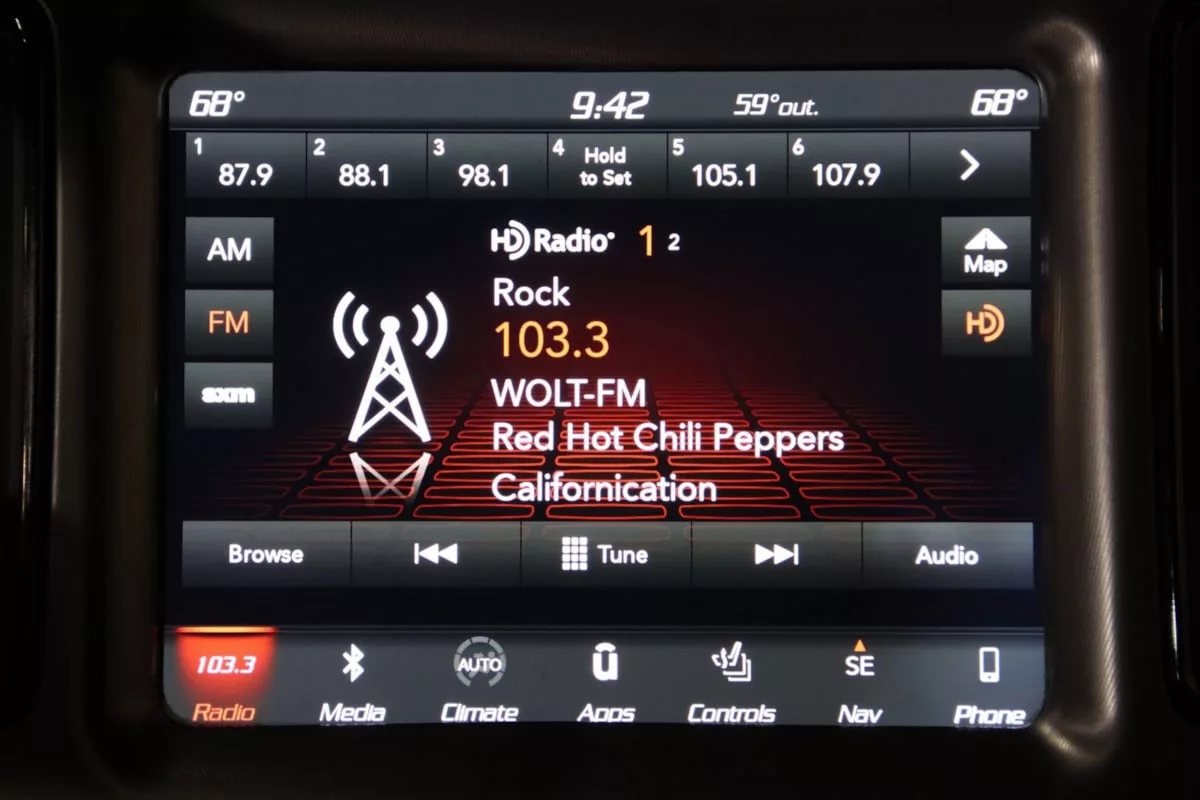 68° 9:42 59°out. 68°
1 87.9 2 88.1 3 98.1 4 Hold to Set 5 105.1 6 107.9
AM
HD Radio 1 2
Map
Rock
FM
103.3
HD
WOLT-FM
sxm
Red Hot Chili Peppers
Californication
Browse Tune Audio
103.3 AUTO û SE
Radio Media Climate Apps Controls Nav Phone